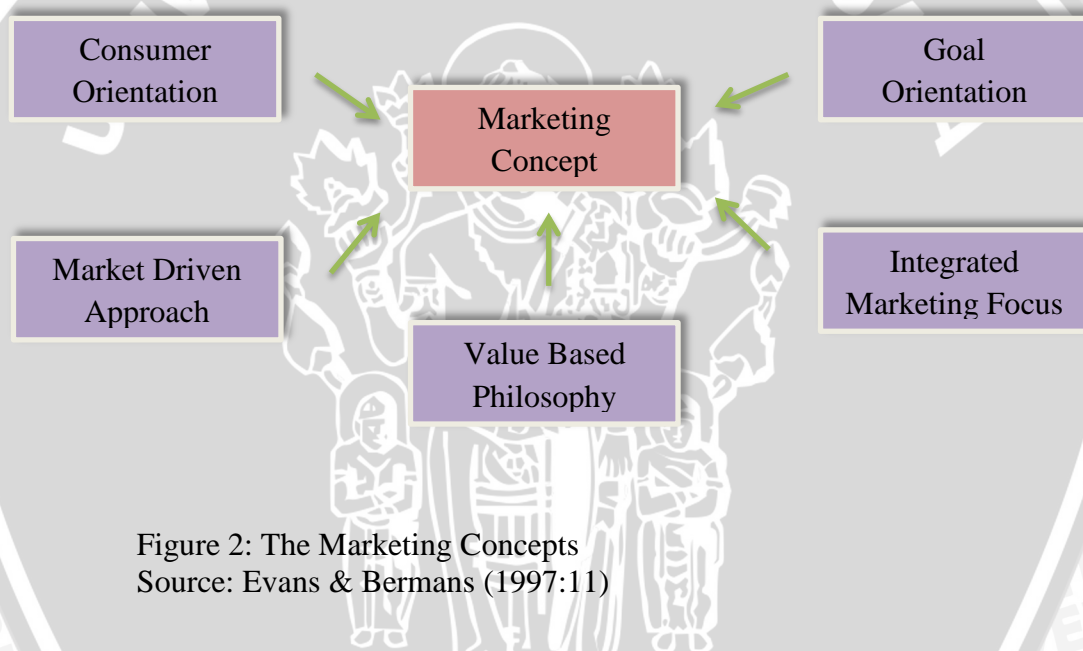 Consumer
Orientation
Goal
Orientation
Marketing
Concept
Market Driven
Approach
Integrated
Marketing Focus
Value Based
Philosophy
Figure 2: The Marketing Concepts
Source: Evans & Bermans (1997:11)